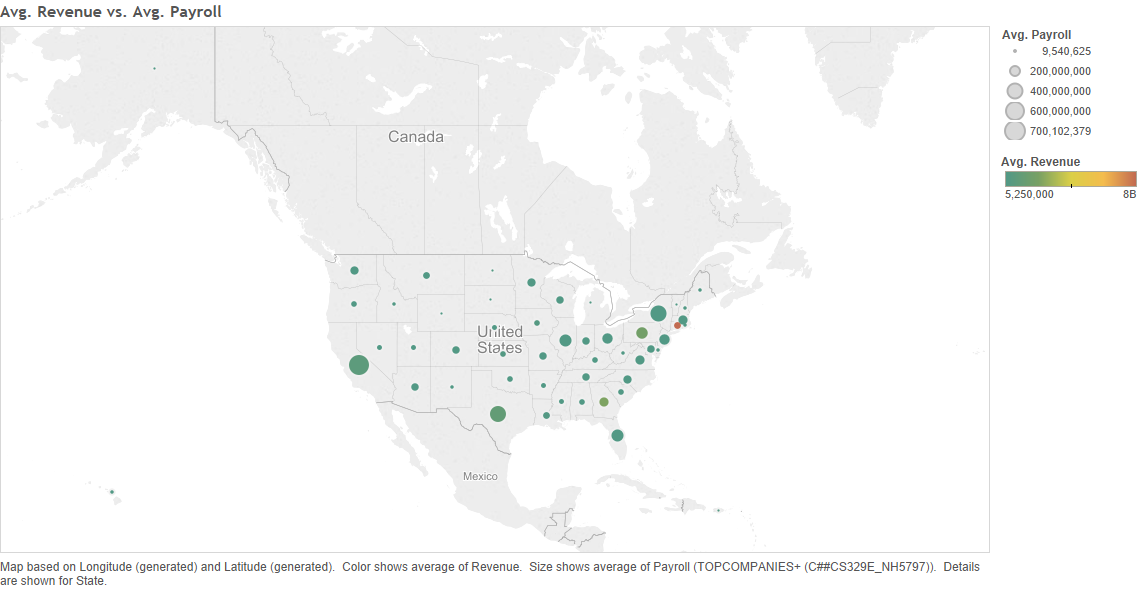 Avg. Revenue vs. Avg. Payroll
Avg. Payroll
9,540,625
200,000,000
400,000,000
600,000,000
700,102,379
Avg. Revenue
5,250,000 8B
Canada
United
States
Mexico
Map based on Longitude (generated) and Latitude (generated). Color shows average of Revenue. Size shows average of Payroll (TOPCOMPANIES+ (C##CS329E_NH5797)). Details
are shown for State.